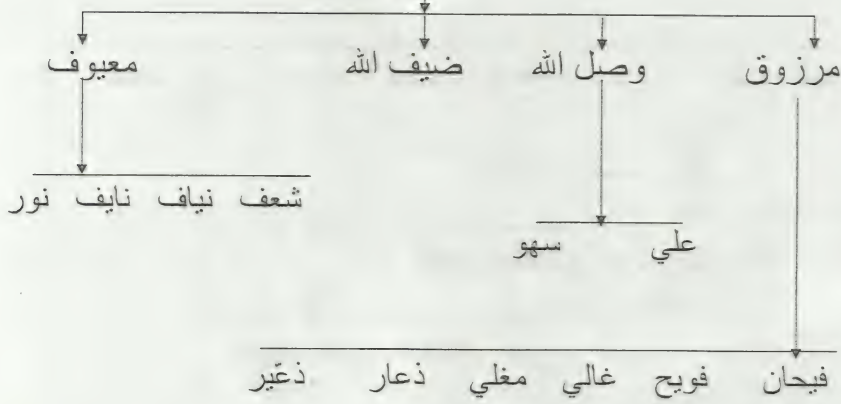 مرزوق وصل الله ضيف الله معيوف
شعف نياف نايف نور
علي سهو
فيحان فويح غالي مغلي ذعار ذعّير